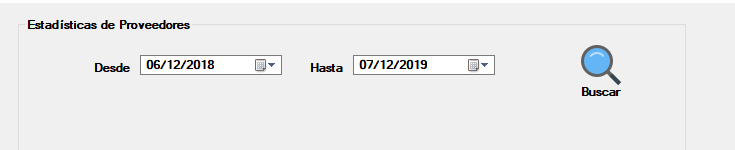 Estadísticas de Proveedores
Desde 06/12/2018 Hasta 07/12/2019
Buscar